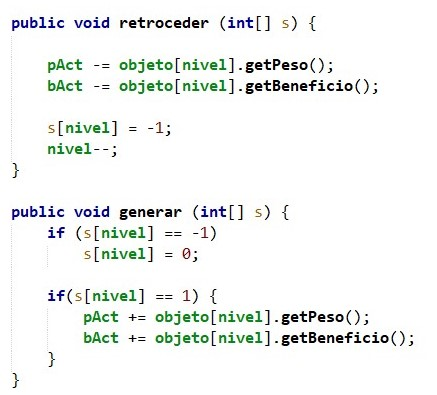 public void retroceder (int[] s) {
pAct -= objeto[nivel].getPeso();
bAct -= objeto[nivel].getBeneficio();
s[nivel] = -1;
nivel--;
}
public void generar (int[] s) {
if (s[nivel] == -1)
s[nivel] = 0;
if(s[nivel] == 1) {
pAct += objeto[nivel].getPeso();
bAct += objeto[nivel].getBeneficio();
}
}